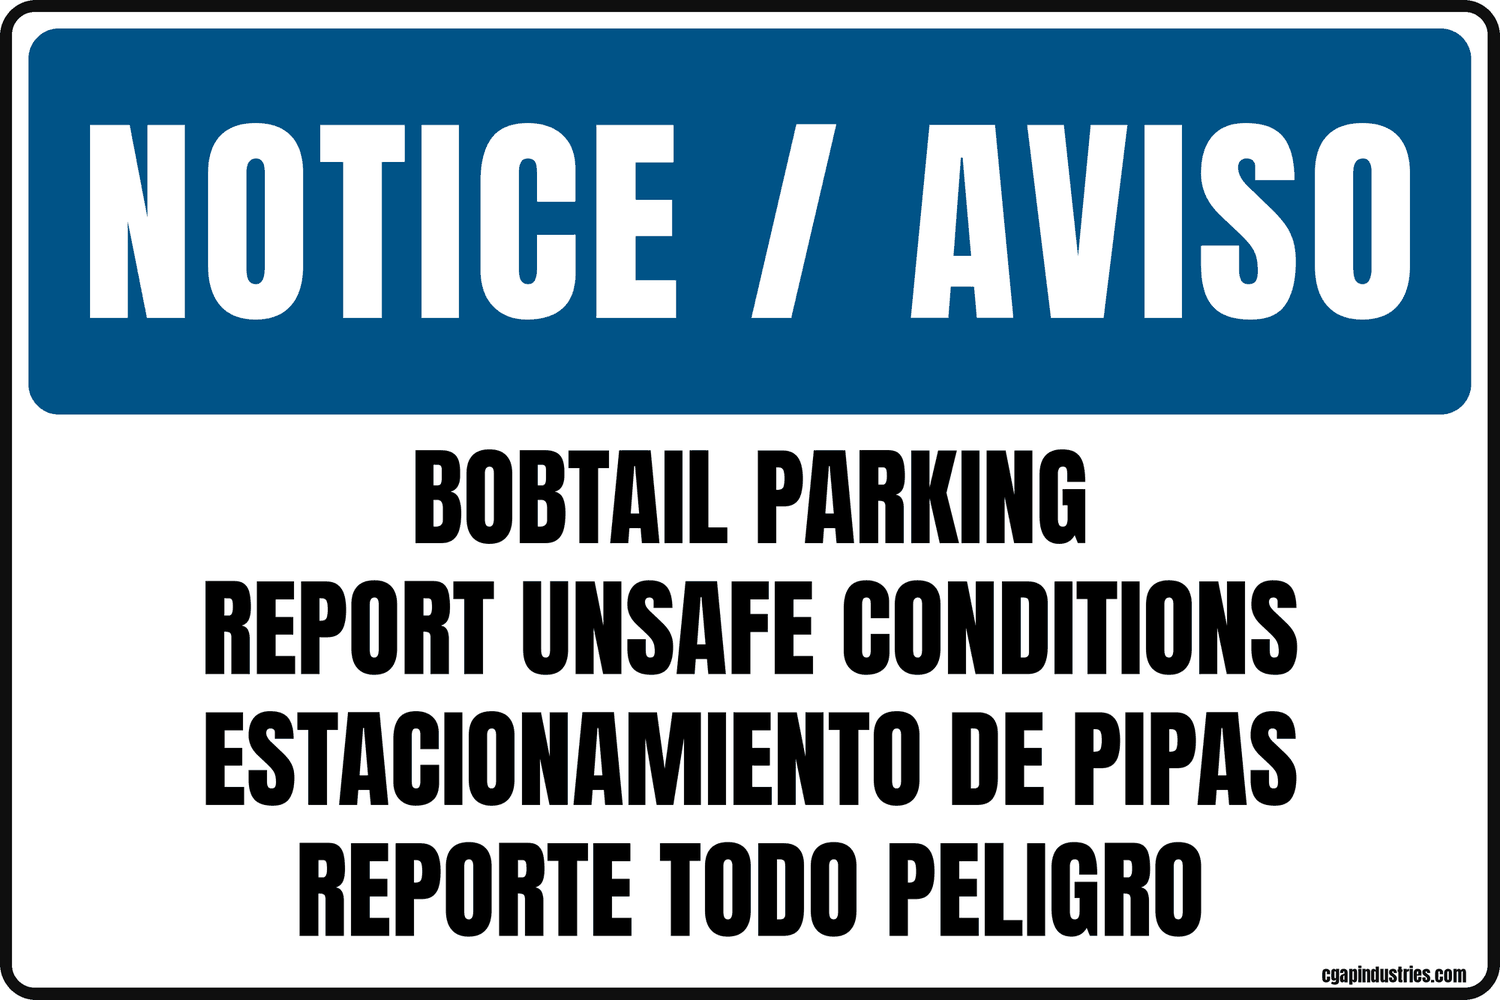 NOTICE / AVISO
BOBTAIL PARKING
REPORT UNSAFE CONDITIONS
ESTACIONAMIENTO DE PIPAS
REPORTE TODO PELIGRO
cgapindustries.com